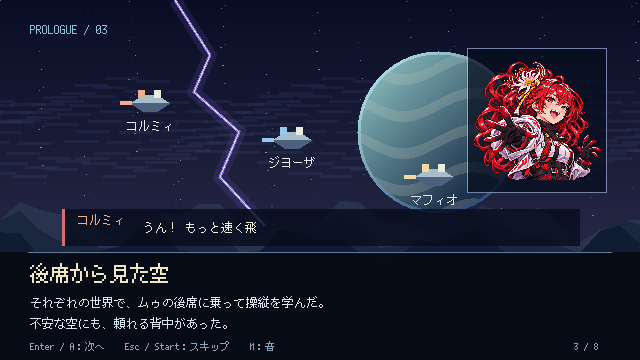 PROLOGUE / 03
コルミィ
ジョーザ
マフィオ
コルミィ
うん！ もっと速く飛
後席から見た空
それぞれの世界で、ムゥの後席に乗って操縦を学んだ。
不安な空にも、頼れる背中があった。
Enter / A：次へ Esc / Start：スキップ M：音
3 / 8